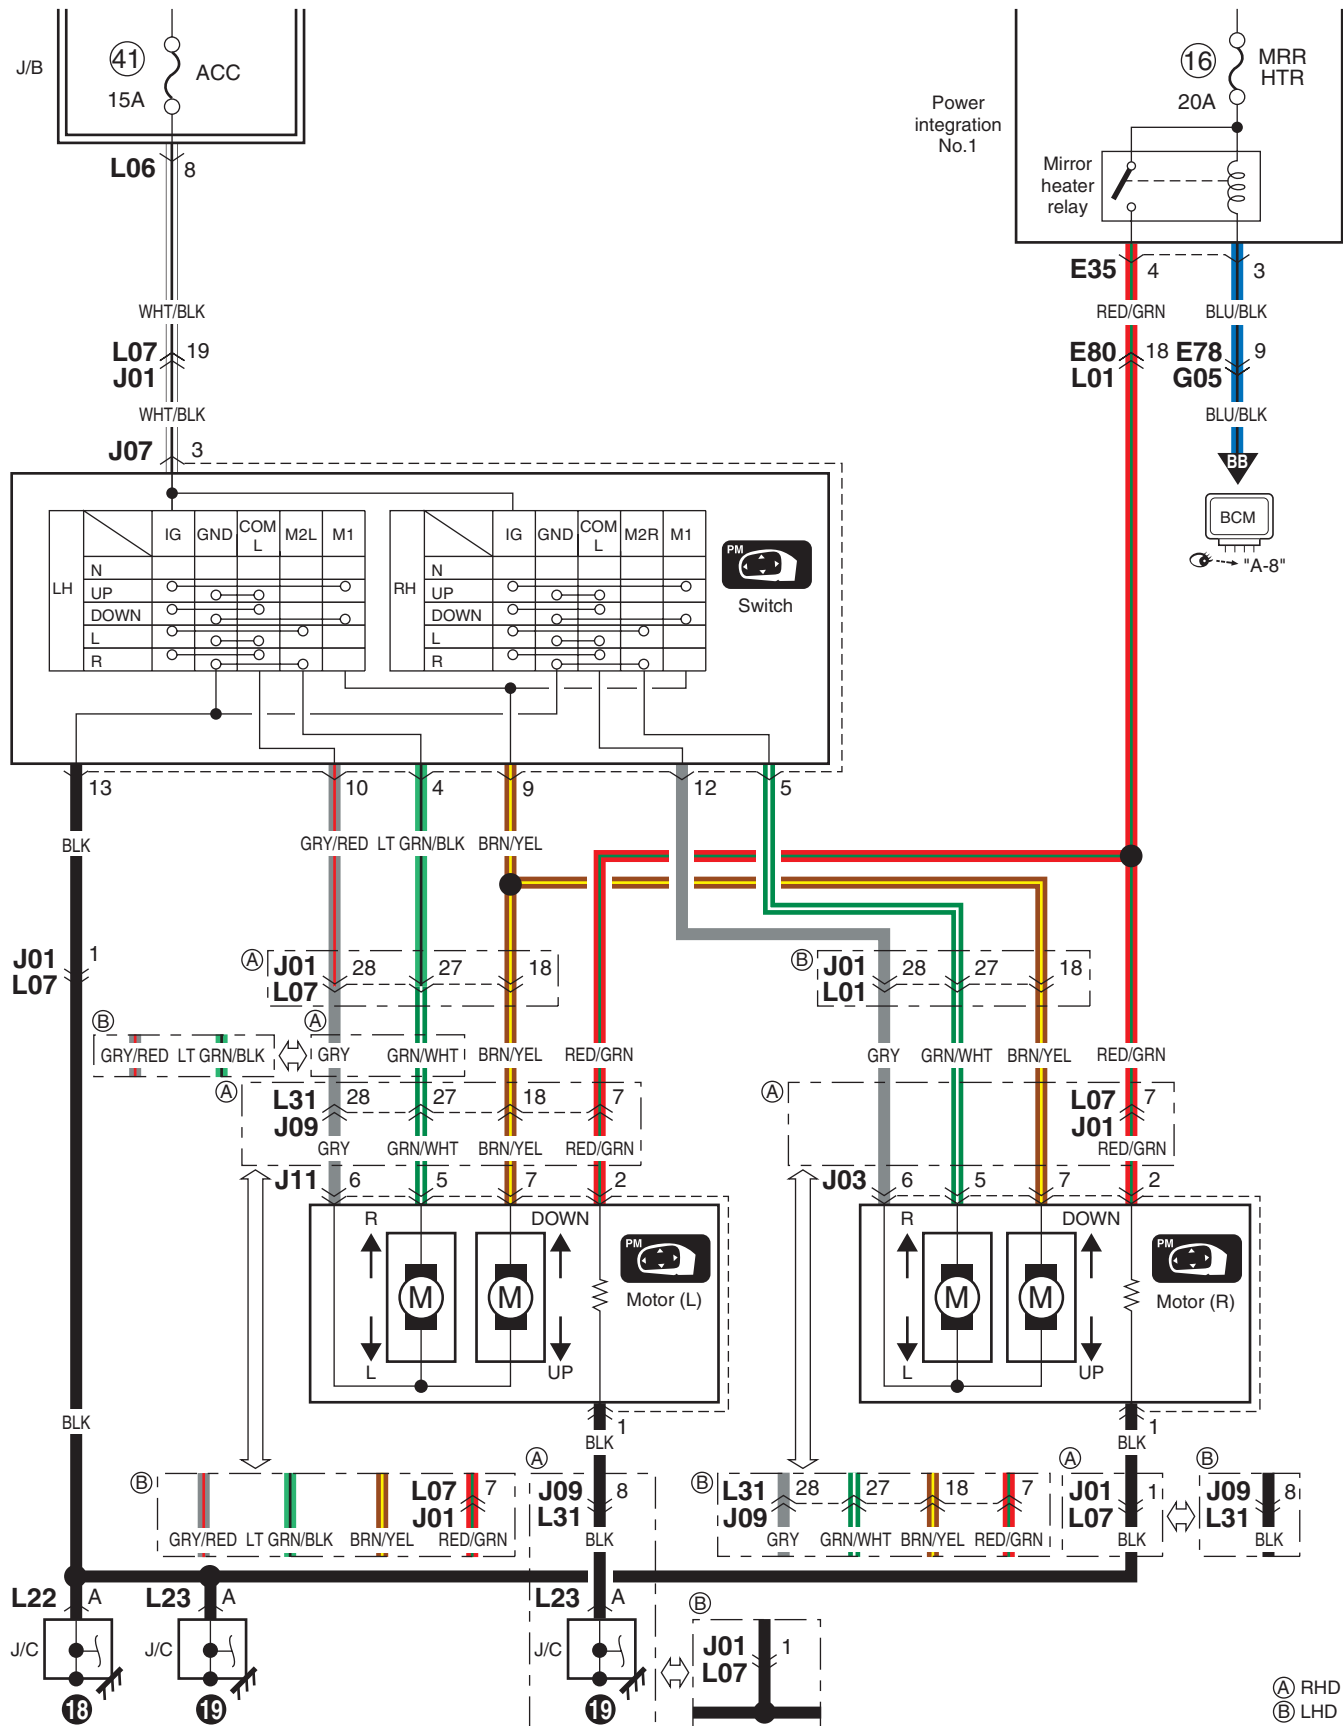 J/B
41
15A
ACC
16
20A
MRR
HTR
Power
integration
No.1
Mirror
heater
relay
L06 8
E35 4 3
WHT/BLK
RED/GRN BLU/BLK
L07 19
J01
E80 18 E78 9
L01 G05
WHT/BLK
BLU/BLK
J07 3
BB
BCM
"A-8"
LH
IG GND COM L M2L M1
N
UP
DOWN
L
R
RH
IG GND COM L M2R M1
N
UP
DOWN
L
R
PM
Switch
13 10 4 9 12 5
BLK GRY/RED LT GRN/BLK BRN/YEL
J01 1
L07
A J01 28 27 18
L07
B J01 28 27 18
L01
B
GRY/RED LT GRN/BLK
A
GRY GRN/WHT BRN/YEL RED/GRN
GRY GRN/WHT BRN/YEL RED/GRN
A L31 28 27 18 7
J09
GRY GRN/WHT BRN/YEL RED/GRN
A L07 7
J01
RED/GRN
J11 6 5 7 2
J03 6 5 7 2
R DOWN
M M
L UP
PM
Motor (L)
R DOWN
M M
L UP
PM
Motor (R)
1
BLK
1
BLK
BLK
B L07 7
J01
GRY/RED LT GRN/BLK BRN/YEL RED/GRN
A J09 8
L31
BLK
B L31 28 27 18 7
J09
GRY GRN/WHT BRN/YEL RED/GRN
A J01 1
L07
BLK
B J09 8
L31
BLK
L22 A
J/C
18
L23 A
J/C
19
L23 A
J/C
19
B
J01 1
L07
A RHD
B LHD